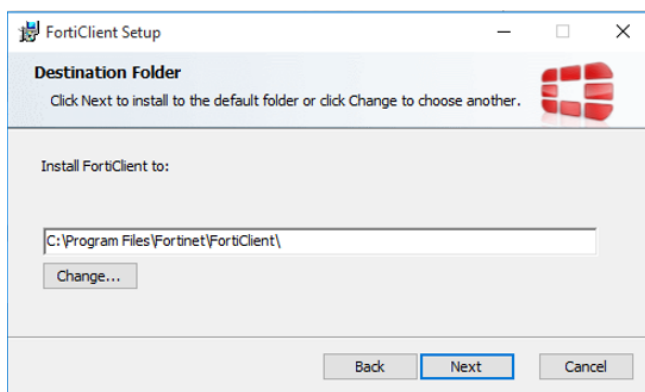 FortiClient Setup
Destination Folder
Click Next to install to the default folder or click Change to choose another.
Install FortiClient to:
C:\Program Files\Fortinet\FortiClient\
Change...
Back Next Cancel